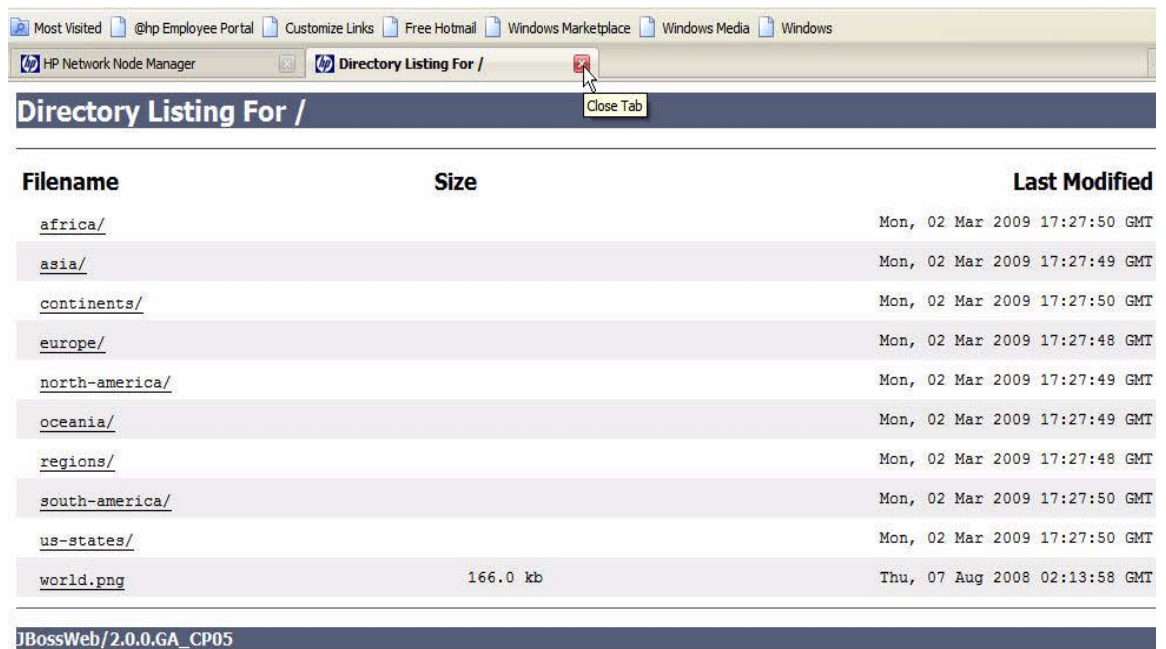 Most Visited @hp Employee Portal Customize Links Free Hotmail Windows Marketplace Windows Media Windows
hp HP Network Node Manager hp Directory Listing For /
Close Tab
Directory Listing For /
Filename Size Last Modified
africa/ Mon, 02 Mar 2009 17:27:50 GMT
asia/ Mon, 02 Mar 2009 17:27:49 GMT
continents/ Mon, 02 Mar 2009 17:27:50 GMT
europe/ Mon, 02 Mar 2009 17:27:48 GMT
north-america/ Mon, 02 Mar 2009 17:27:49 GMT
oceania/ Mon, 02 Mar 2009 17:27:49 GMT
regions/ Mon, 02 Mar 2009 17:27:48 GMT
south-america/ Mon, 02 Mar 2009 17:27:50 GMT
us-states/ Mon, 02 Mar 2009 17:27:50 GMT
world.png 166.0 kb Thu, 07 Aug 2008 02:13:58 GMT
JBossWeb/2.0.0.GA_CP05